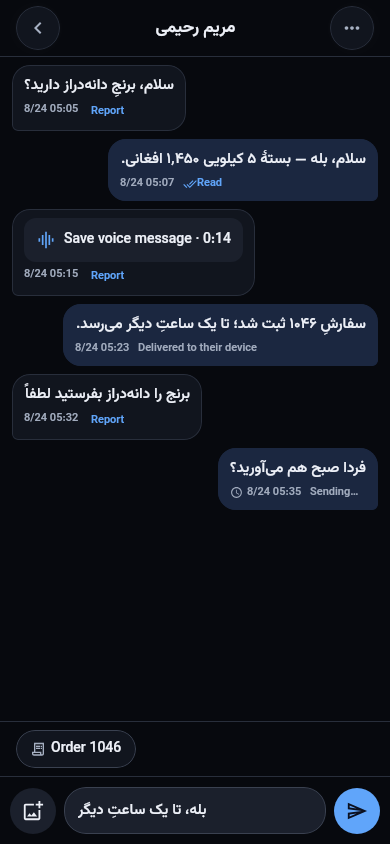 مریم رحیمی
سلام، برنجِ دانه‌دراز دارید؟
8/24 05:05 Report
سلام، بله — بستهٔ ۵ کیلویی ۱,۴۵۰ افغانی.
8/24 05:07 Read
Save voice message · 0:14
8/24 05:15 Report
سفارشِ ۱۰۴۶ ثبت شد؛ تا یک ساعتِ دیگر می‌رسد.
8/24 05:23 Delivered to their device
برنج را دانه‌دراز بفرستید لطفاً
8/24 05:32 Report
فردا صبح هم می‌آورید؟
8/24 05:35 Sending…
Order 1046
بله، تا یک ساعتِ دیگر